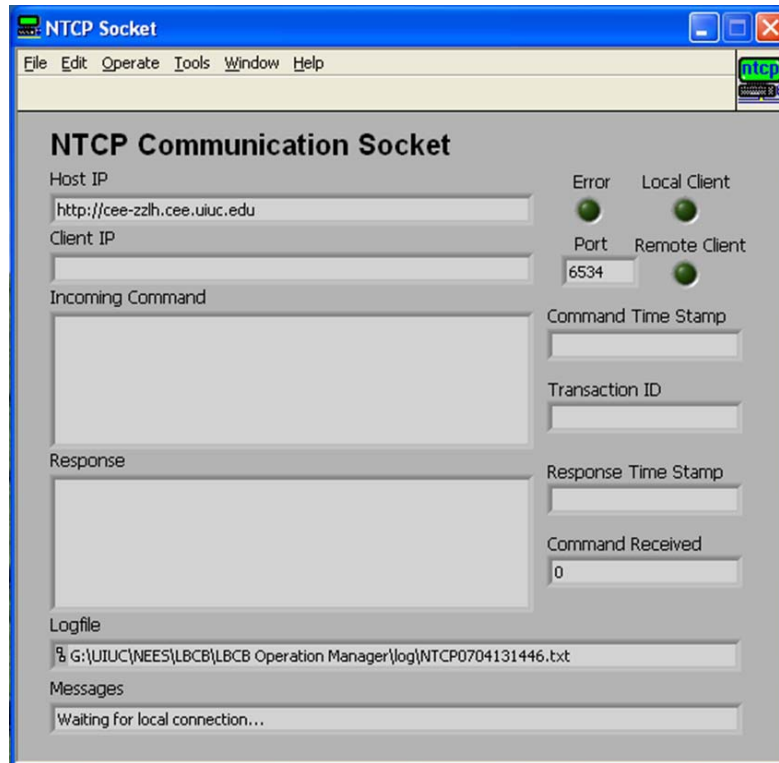 NTCP Socket
File Edit Operate Tools Window Help
ntcp
NTCP Communication Socket
Host IP
Error Local Client
http://cee-zzlh.cee.uiuc.edu
Client IP
Port Remote Client
6534
Incoming Command
Command Time Stamp
Transaction ID
Response
Response Time Stamp
Command Received
0
Logfile
G:\UIUC\NEES\LBCB\LBCB Operation Manager\log\NTCP0704131446.txt
Messages
Waiting for local connection...